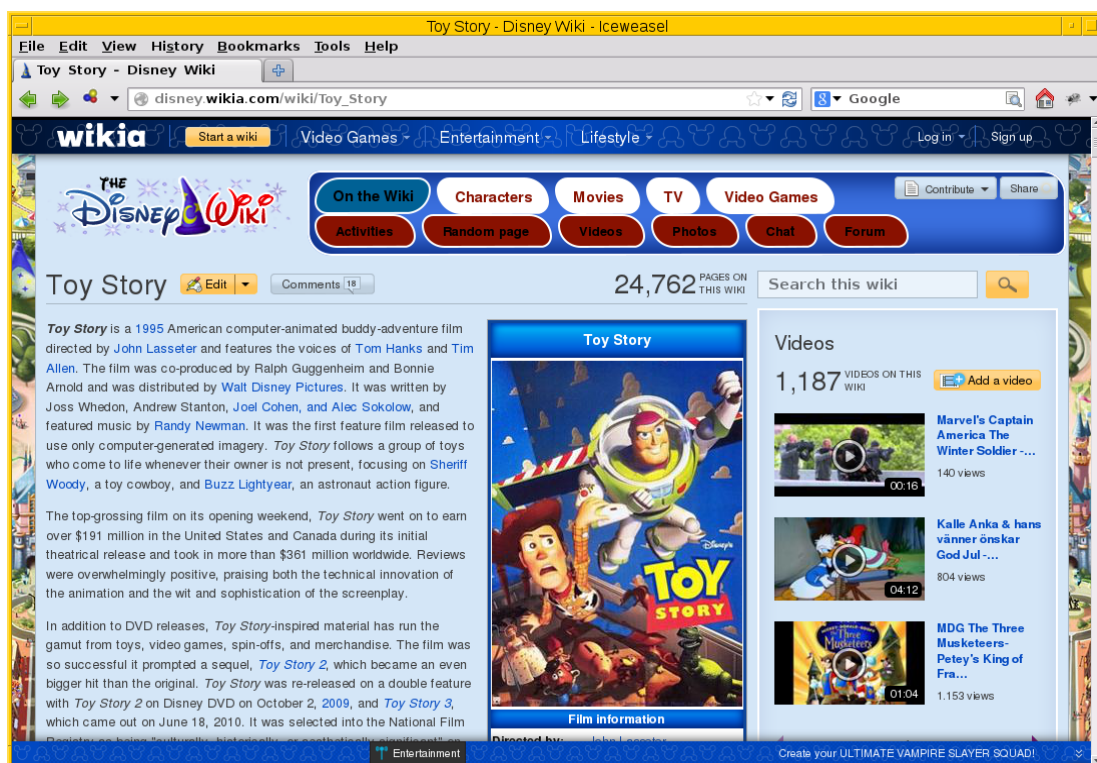 Toy Story - Disney Wiki - Iceweasel
File Edit View History Bookmarks Tools Help
Toy Story - Disney Wiki
disney.wikia.com/wiki/Toy_Story
Google
wikia
Start a wiki
Video Games
Entertainment
Lifestyle
Log in
Sign up
THE DISNEY WIKI
On the Wiki
Characters
Movies
TV
Video Games
Contribute
Share
Activities
Random page
Videos
Photos
Chat
Forum
Toy Story
Edit
Comments 18
24,762 PAGES ON THIS WIKI
Search this wiki
Toy Story is a 1995 American computer-animated buddy-adventure film
directed by John Lasseter and features the voices of Tom Hanks and Tim
Allen. The film was co-produced by Ralph Guggenheim and Bonnie
Arnold and was distributed by Walt Disney Pictures. It was written by
Joss Whedon, Andrew Stanton, Joel Cohen, and Alec Sokolow, and
featured music by Randy Newman. It was the first feature film released to
use only computer-generated imagery. Toy Story follows a group of toys
who come to life whenever their owner is not present, focusing on Sheriff
Woody, a toy cowboy, and Buzz Lightyear, an astronaut action figure.
The top-grossing film on its opening weekend, Toy Story went on to earn
over $191 million in the United States and Canada during its initial
theatrical release and took in more than $361 million worldwide. Reviews
were overwhelmingly positive, praising both the technical innovation of
the animation and the wit and sophistication of the screenplay.
In addition to DVD releases, Toy Story-inspired material has run the
gamut from toys, video games, spin-offs, and merchandise. The film was
so successful it prompted a sequel, Toy Story 2, which became an even
bigger hit than the original. Toy Story was re-released on a double feature
with Toy Story 2 on Disney DVD on October 2, 2009, and Toy Story 3,
which came out on June 18, 2010. It was selected into the National Film
Registry as being "culturally, historically, or aesthetically significant" on
Toy Story
Disney's
TOY
STORY
Film information
Directed by: John Lasseter
Videos
1,187 VIDEOS ON THIS WIKI
Add a video
00:16
Marvel's Captain
America The
Winter Soldier -...
140 views
04:12
Kalle Anka & hans
vänner önskar
God Jul -...
804 views
The Three
Musketeers
01:04
MDG The Three
Musketeers-
Petey's King of
Fra...
1.153 views
Entertainment
Create your ULTIMATE VAMPIRE SLAYER SQUAD!